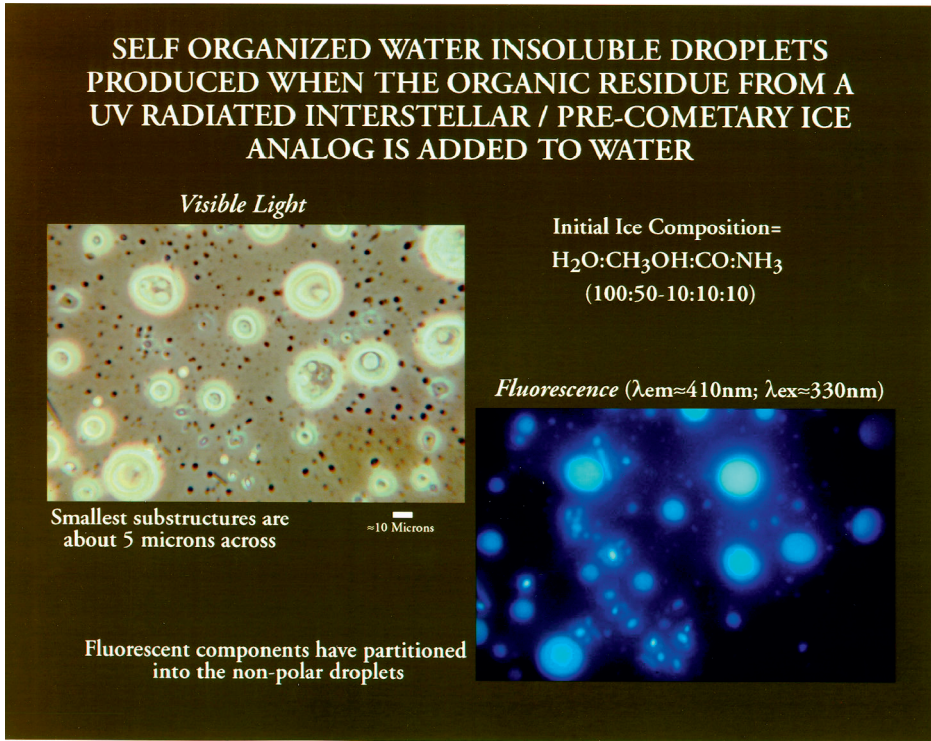 SELF ORGANIZED WATER INSOLUBLE DROPLETS
PRODUCED WHEN THE ORGANIC RESIDUE FROM A
UV RADIATED INTERSTELLAR / PRE-COMETARY ICE
ANALOG IS ADDED TO WATER
Visible Light
Initial Ice Composition=
H2O:CH3OH:CO:NH3
(100:50-10:10:10)
Fluorescence (λem≈410nm; λex≈330nm)
Smallest substructures are
about 5 microns across
≈10 Microns
Fluorescent components have partitioned
into the non-polar droplets